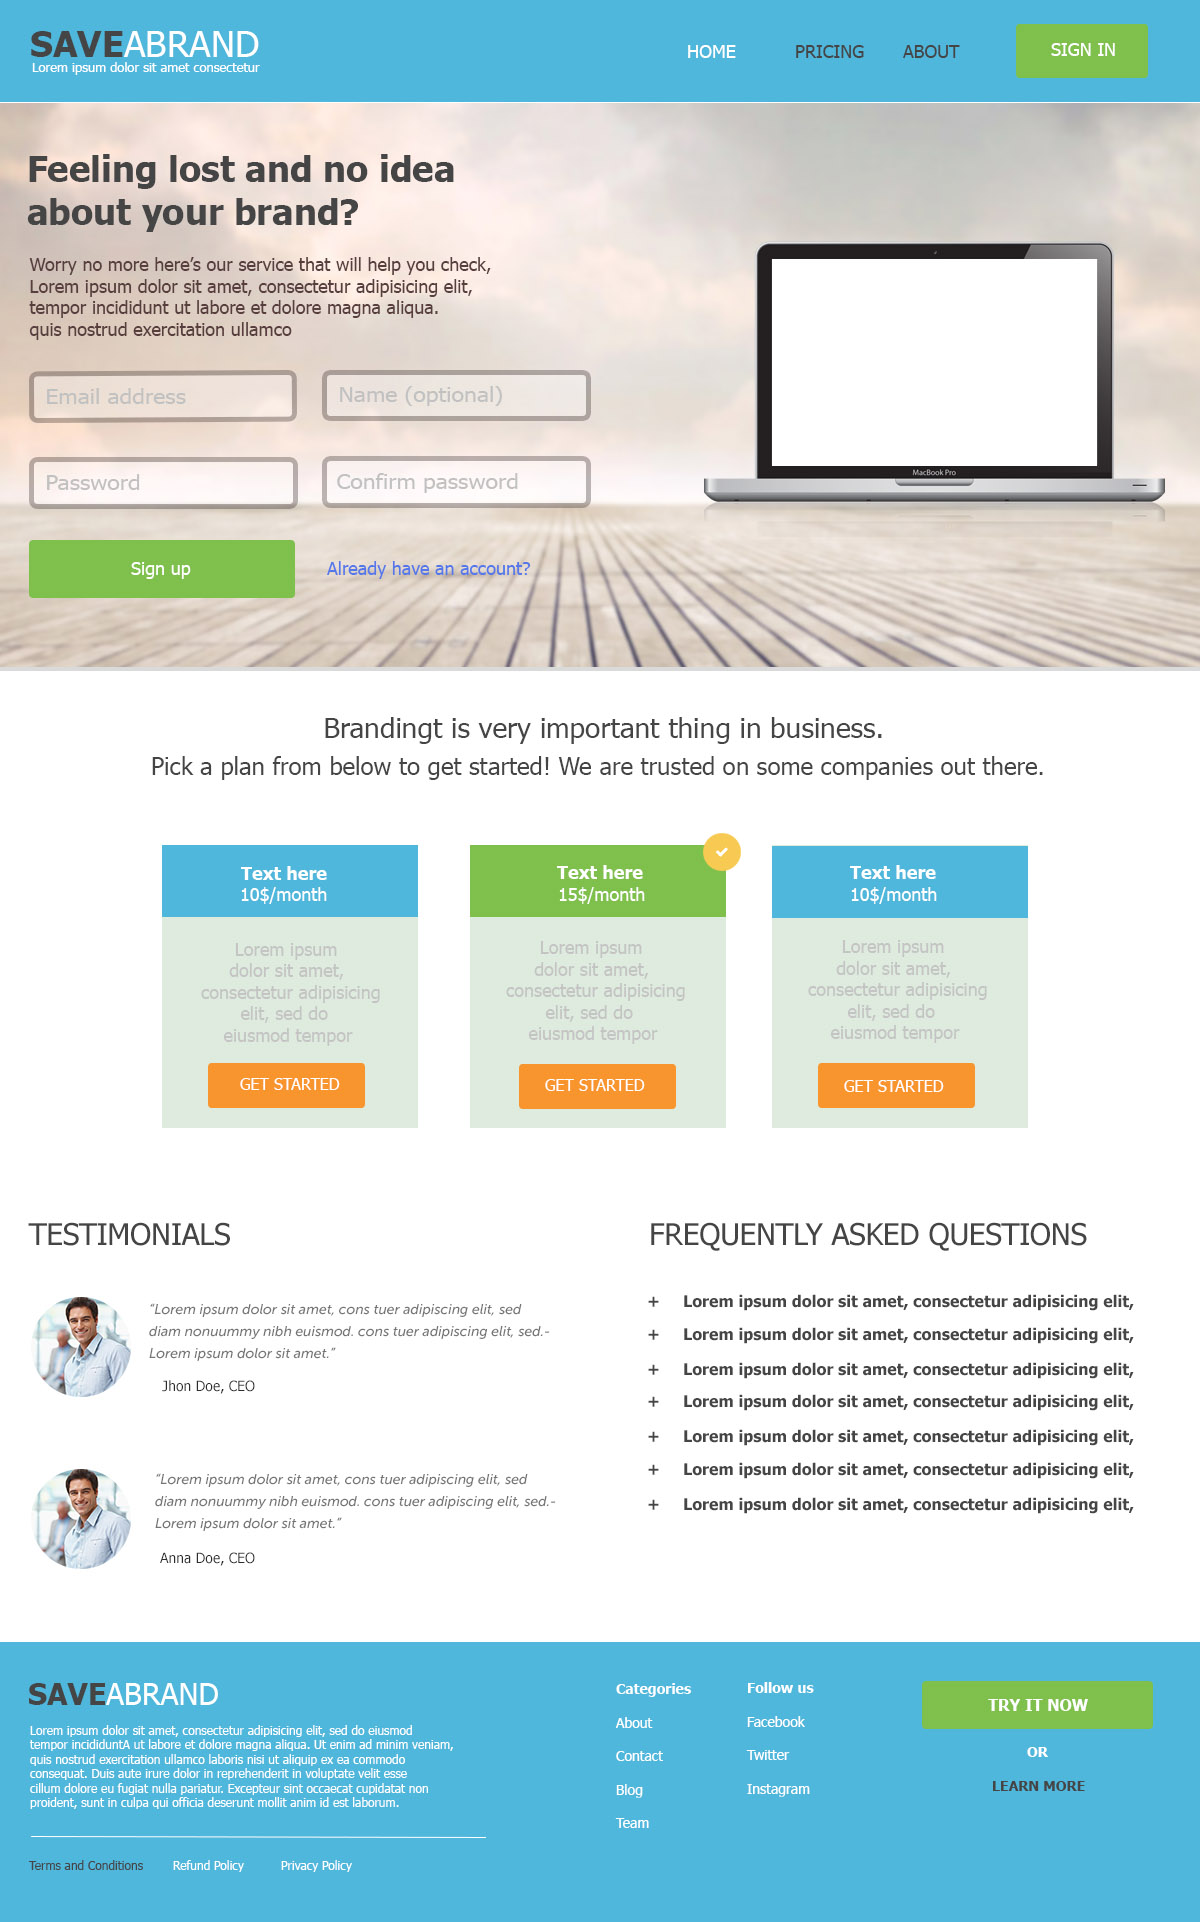 SAVEABRAND
Lorem ipsum dolor sit amet consectetur
HOME
PRICING
ABOUT
SIGN IN
Feeling lost and no idea
about your brand?
Worry no more here’s our service that will help you check,
Lorem ipsum dolor sit amet, consectetur adipisicing elit,
tempor incididunt ut labore et dolore magna aliqua.
quis nostrud exercitation ullamco
Email address
Name (optional)
Password
Confirm password
Sign up
Already have an account?
MacBook Pro
Brandingt is very important thing in business.
Pick a plan from below to get started! We are trusted on some companies out there.
Text here
10$/month
Lorem ipsum
dolor sit amet,
consectetur adipisicing
elit, sed do
eiusmod tempor
GET STARTED
Text here
15$/month
Lorem ipsum
dolor sit amet,
consectetur adipisicing
elit, sed do
eiusmod tempor
GET STARTED
Text here
10$/month
Lorem ipsum
dolor sit amet,
consectetur adipisicing
elit, sed do
eiusmod tempor
GET STARTED
TESTIMONIALS
“Lorem ipsum dolor sit amet, cons tuer adipiscing elit, sed
diam nonuummy nibh euismod. cons tuer adipiscing elit, sed.-
Lorem ipsum dolor sit amet.”
Jhon Doe, CEO
“Lorem ipsum dolor sit amet, cons tuer adipiscing elit, sed
diam nonuummy nibh euismod. cons tuer adipiscing elit, sed.-
Lorem ipsum dolor sit amet.”
Anna Doe, CEO
FREQUENTLY ASKED QUESTIONS
+ Lorem ipsum dolor sit amet, consectetur adipisicing elit,
+ Lorem ipsum dolor sit amet, consectetur adipisicing elit,
+ Lorem ipsum dolor sit amet, consectetur adipisicing elit,
+ Lorem ipsum dolor sit amet, consectetur adipisicing elit,
+ Lorem ipsum dolor sit amet, consectetur adipisicing elit,
+ Lorem ipsum dolor sit amet, consectetur adipisicing elit,
+ Lorem ipsum dolor sit amet, consectetur adipisicing elit,
SAVEABRAND
Lorem ipsum dolor sit amet, consectetur adipisicing elit, sed do eiusmod
tempor incididuntA ut labore et dolore magna aliqua. Ut enim ad minim veniam,
quis nostrud exercitation ullamco laboris nisi ut aliquip ex ea commodo
consequat. Duis aute irure dolor in reprehenderit in voluptate velit esse
cillum dolore eu fugiat nulla pariatur. Excepteur sint occaecat cupidatat non
proident, sunt in culpa qui officia deserunt mollit anim id est laborum.
Terms and Conditions
Refund Policy
Privacy Policy
Categories
About
Contact
Blog
Team
Follow us
Facebook
Twitter
Instagram
TRY IT NOW
OR
LEARN MORE